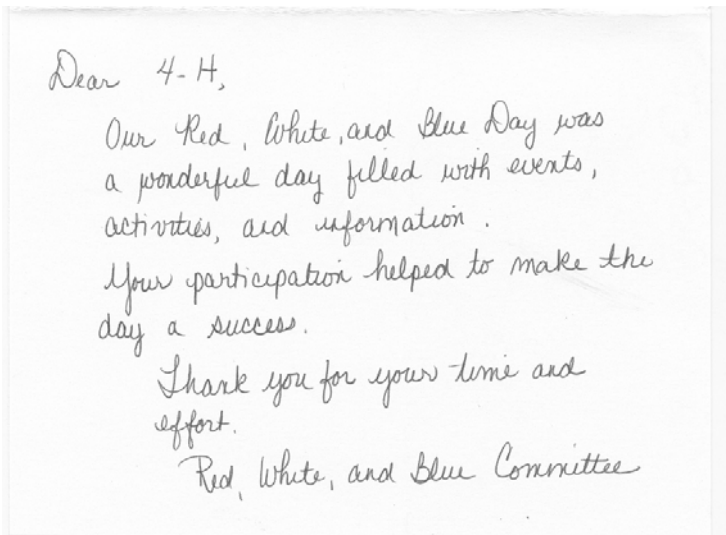 Dear 4-H,
Our Red, White, and Blue Day was
a wonderful day filled with events,
activities, and information.
Your participation helped to make the
day a success.
Thank you for your time and
effort.
Red, White, and Blue Committee